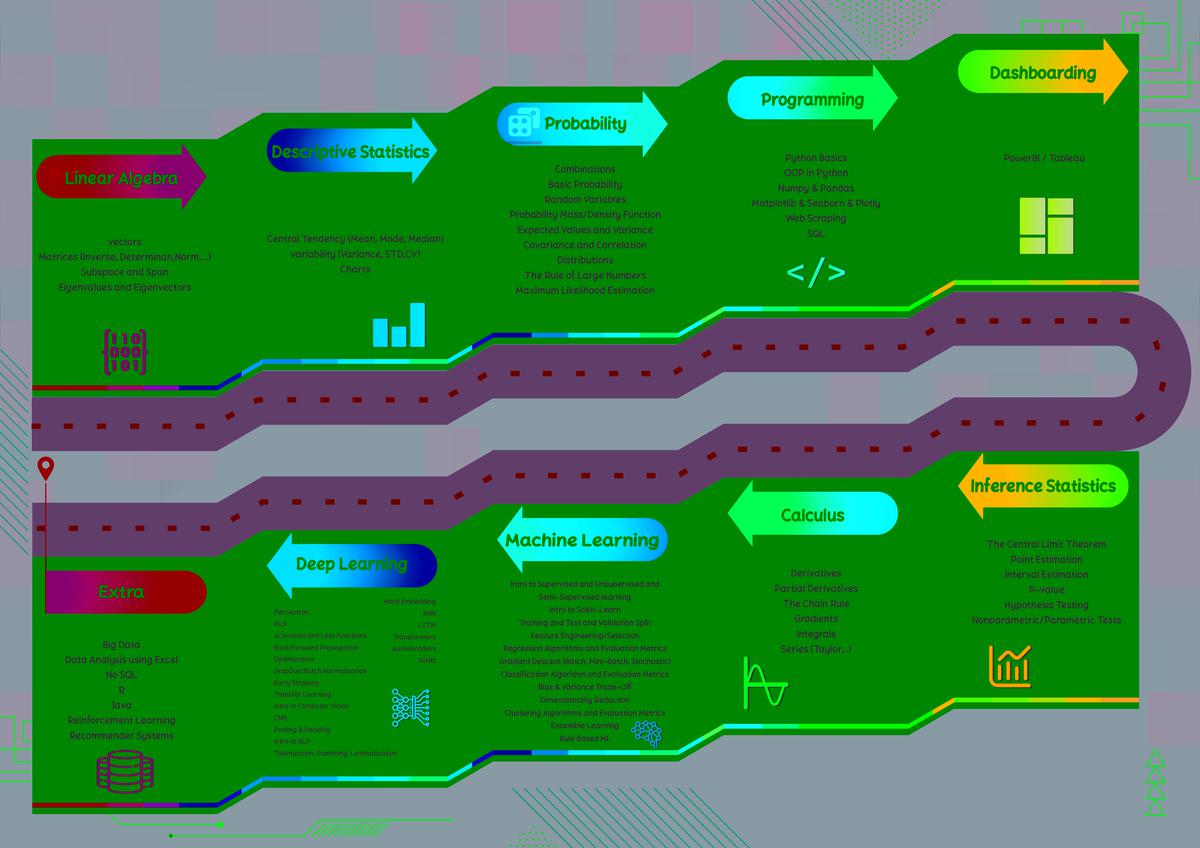 Linear Algebra
vectors
Matrices (Inverse, Determinan,Norm,...)
Subspace and Span
Eigenvalues and Eigenvectors
{110
000
101}
Descriptive Statistics
Central Tendency (Mean, Mode, Median)
variability (Variance, STD,CV)
Charts
Probability
Combinations
Basic Probability
Random Variables
Probability Mass/Density Function
Expected Values and Variance
Covariance and Correlation
Distributions
The Rule of Large Numbers
Maximum Likelihood Estimation
Programming
Python Basics
OOP in Python
Numpy & Pandas
Matplotlib & Seaborn & Plotly
Web Scraping
SQL
</>
Dashboarding
PowerBI / Tableau
Inference Statistics
The Central Limit Theorem
Point Estimation
Interval Estimation
P-value
Hypothesis Testing
Nonparametric/Parametric Tests
Calculus
Derivatives
Partial Derivatives
The Chain Rule
Gradients
Integrals
Series (Taylor,..)
Machine Learning
Intro to Supervised and Unsupervised and
Semi-Supervised learning
Intro to Scikit-Learn
Training and Test and Validation Split
Feature Engineering/Selection
Regression Algorithms and Evaluation Metrics
Gradient Descent (Batch, Mini-Batch, Stochastic)
Classification Algorithm and Evaluation Metrics
Bias & Variance Trade-Off
Dimensionality Reduction
Clustering Algorithms and Evaluation Metrics
Ensemble Learning
Rule Based ML
Deep Learning
Perceptron
MLP
Activation and Loss Functions
Back/Forward Propagation
Optimization
DropOut/Batch Normalization
Early Stopping
Transfer Learning
Intro to Computer Vision
CNN
Pooling & Padding
Intro to NLP
Tokenization, Stemming, Lemmatization
Word Embedding
RNN
LSTM
Transformers
Autoencoders
GANs
Extra
Big Data
Data Analysis using Excel
No SQL
R
Java
Reinforcement Learning
Recommender Systems